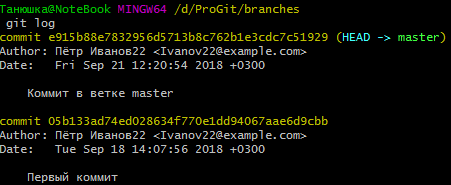 Танюшка@NoteBook MINGW64 /d/ProGit/branches
git log
commit e915b88e7832956d5713b8c762b1e3cdc7c51929 (HEAD -> master)
Author: Пётр Иванов22 <Ivanov22@example.com>
Date:   Fri Sep 21 12:20:54 2018 +0300
Коммит в ветке master
commit 05b133ad74ed028634f770e1dd94067aae6d9cbb
Author: Пётр Иванов22 <Ivanov22@example.com>
Date:   Tue Sep 18 14:07:56 2018 +0300
Первый коммит